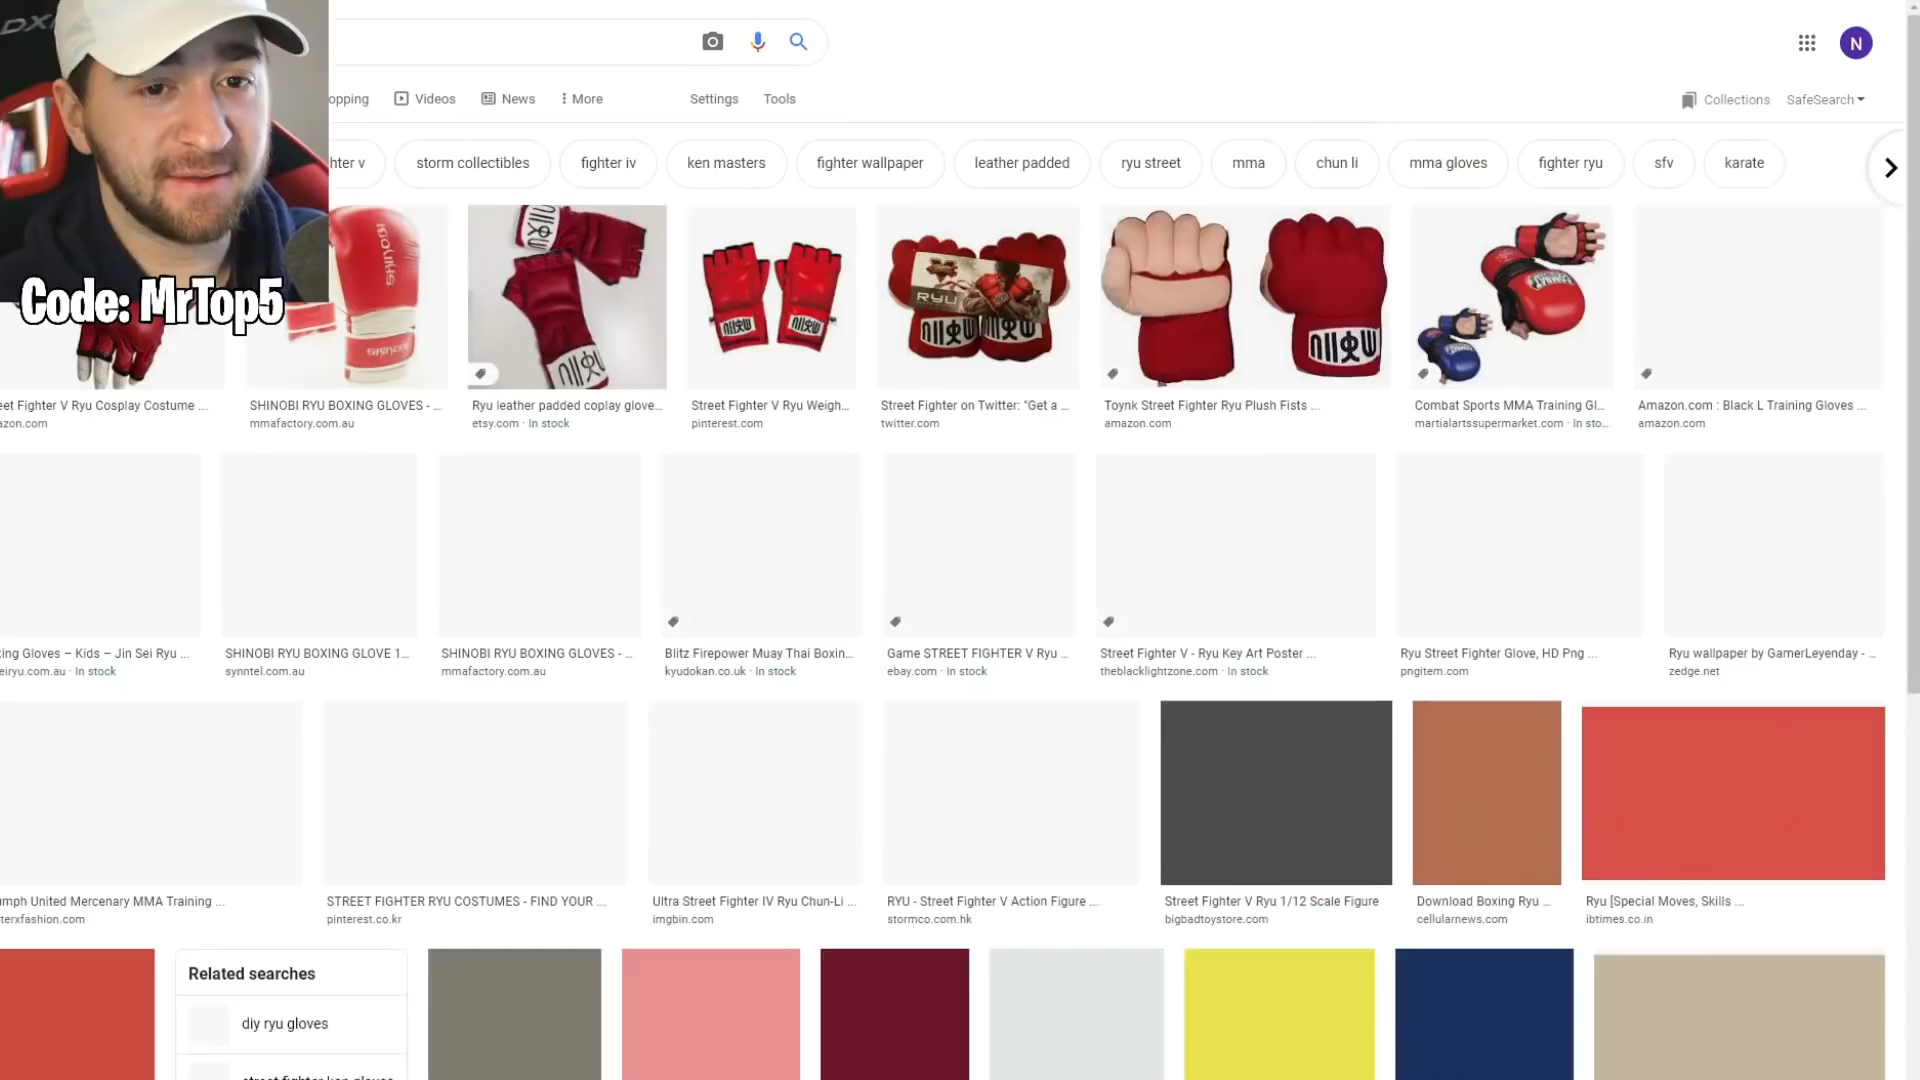 DX
N
opping
Videos
News
More
Settings
Tools
Collections
SafeSearch
hter v
storm collectibles
fighter iv
ken masters
fighter wallpaper
leather padded
ryu street
mma
chun li
mma gloves
fighter ryu
sfv
karate
Code: MrTop5
RYU
eet Fighter V Ryu Cosplay Costume ...
SHINOBI RYU BOXING GLOVES - ...
Ryu leather padded coplay glove...
Street Fighter V Ryu Weigh...
Street Fighter on Twitter: "Get a ...
Toynk Street Fighter Ryu Plush Fists ...
Combat Sports MMA Training Gl...
Amazon.com : Black L Training Gloves ...
azon.com
mmafactory.com.au
etsy.com · In stock
pinterest.com
twitter.com
amazon.com
martialartssupermarket.com · In sto...
amazon.com
ing Gloves – Kids – Jin Sei Ryu ...
SHINOBI RYU BOXING GLOVE 1...
SHINOBI RYU BOXING GLOVES - ...
Blitz Firepower Muay Thai Boxin...
Game STREET FIGHTER V Ryu ...
Street Fighter V - Ryu Key Art Poster ...
Ryu Street Fighter Glove, HD Png ...
Ryu wallpaper by GamerLeyenday - ...
eiryu.com.au · In stock
synntel.com.au
mmafactory.com.au
kyudokan.co.uk · In stock
ebay.com · In stock
theblacklightzone.com · In stock
pngitem.com
zedge.net
umph United Mercenary MMA Training ...
STREET FIGHTER RYU COSTUMES - FIND YOUR ...
Ultra Street Fighter IV Ryu Chun-Li ...
RYU - Street Fighter V Action Figure ...
Street Fighter V Ryu 1/12 Scale Figure
Download Boxing Ryu ...
Ryu [Special Moves, Skills ...
terxfashion.com
pinterest.co.kr
imgbin.com
stormco.com.hk
bigbadtoystore.com
cellularnews.com
ibtimes.co.in
Related searches
diy ryu gloves
street fighter ken gloves